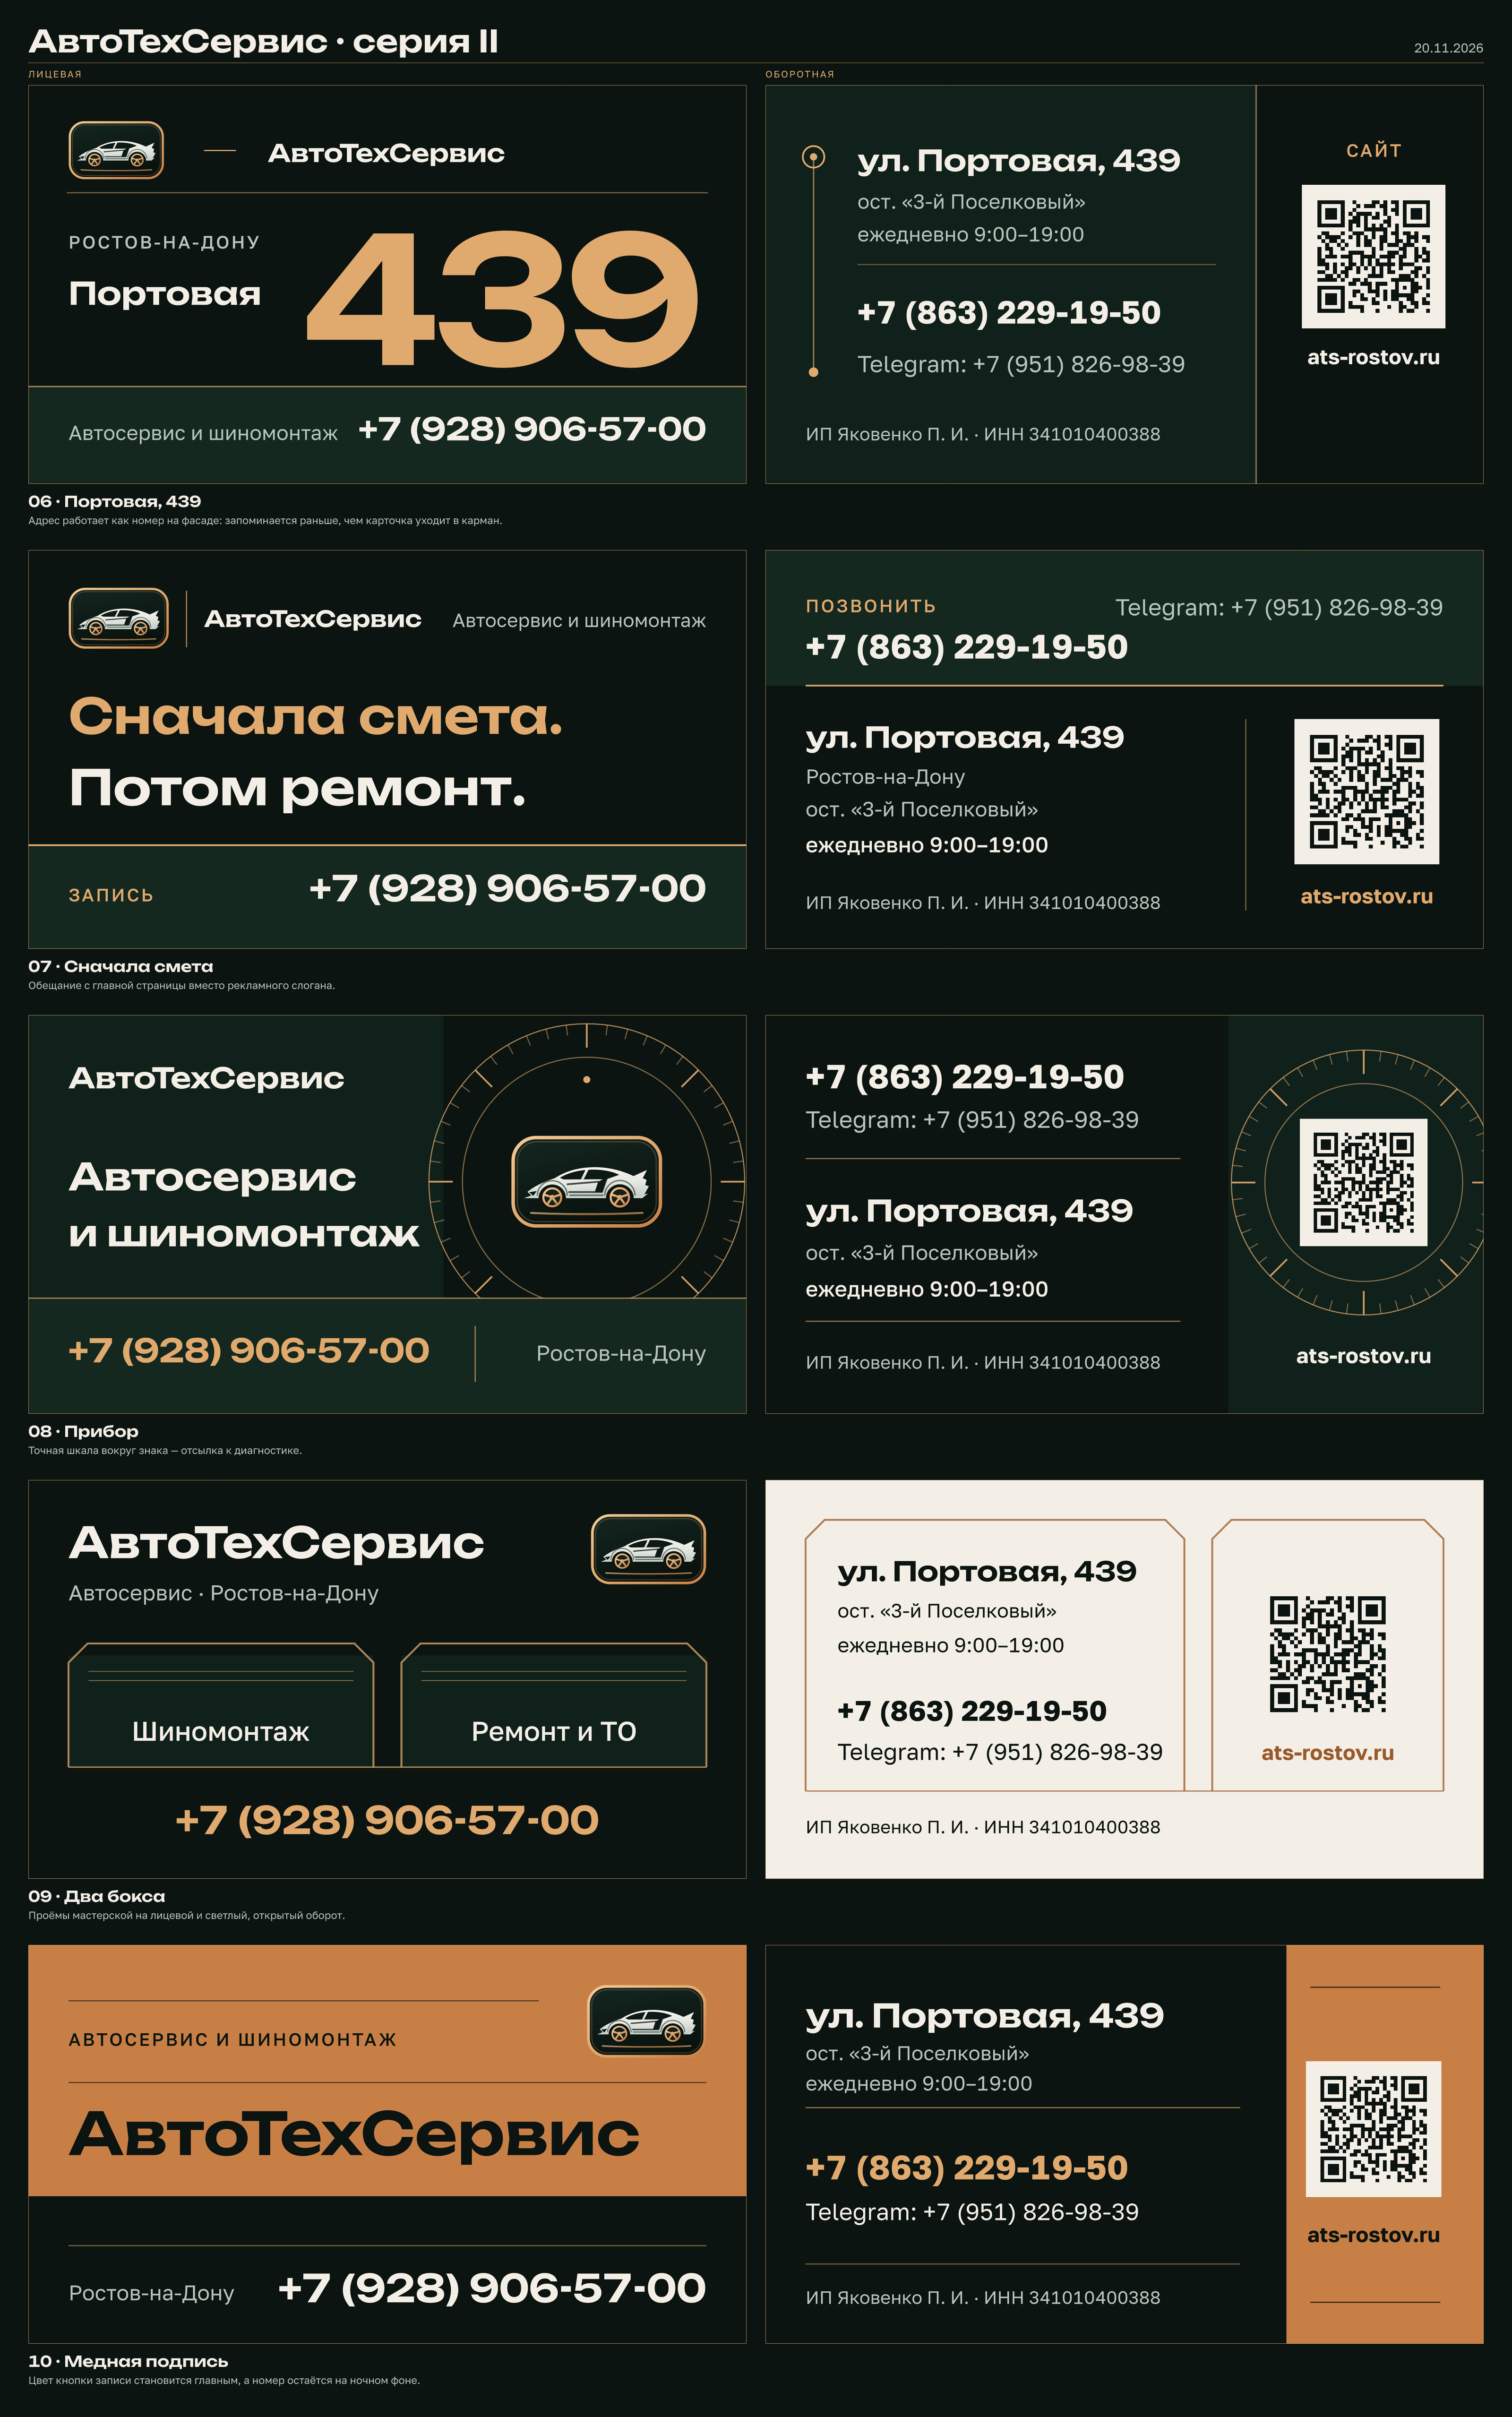 АвтоТехСервис · серия II
20.11.2026
ЛИЦЕВАЯ
ОБОРОТНАЯ
АвтоТехСервис
РОСТОВ-НА-ДОНУ
Портовая
439
Автосервис и шиномонтаж
+7 (928) 906-57-00
ул. Портовая, 439
ост. «3-й Поселковый»
ежедневно 9:00–19:00
+7 (863) 229-19-50
Telegram: +7 (951) 826-98-39
ИП Яковенко П. И. · ИНН 341010400388
САЙТ
ats-rostov.ru
06 · Портовая, 439
Адрес работает как номер на фасаде: запоминается раньше, чем карточка уходит в карман.
АвтоТехСервис
Автосервис и шиномонтаж
Сначала смета.
Потом ремонт.
ЗАПИСЬ
+7 (928) 906-57-00
ПОЗВОНИТЬ
Telegram: +7 (951) 826-98-39
+7 (863) 229-19-50
ул. Портовая, 439
Ростов-на-Дону
ост. «3-й Поселковый»
ежедневно 9:00–19:00
ИП Яковенко П. И. · ИНН 341010400388
ats-rostov.ru
07 · Сначала смета
Обещание с главной страницы вместо рекламного слогана.
АвтоТехСервис
Автосервис
и шиномонтаж
+7 (928) 906-57-00
Ростов-на-Дону
+7 (863) 229-19-50
Telegram: +7 (951) 826-98-39
ул. Портовая, 439
ост. «3-й Поселковый»
ежедневно 9:00–19:00
ИП Яковенко П. И. · ИНН 341010400388
ats-rostov.ru
08 · Прибор
Точная шкала вокруг знака — отсылка к диагностике.
АвтоТехСервис
Автосервис · Ростов-на-Дону
Шиномонтаж
Ремонт и ТО
+7 (928) 906-57-00
ул. Портовая, 439
ост. «3-й Поселковый»
ежедневно 9:00–19:00
+7 (863) 229-19-50
Telegram: +7 (951) 826-98-39
ИП Яковенко П. И. · ИНН 341010400388
ats-rostov.ru
09 · Два бокса
Проёмы мастерской на лицевой и светлый, открытый оборот.
АВТОСЕРВИС И ШИНОМОНТАЖ
АвтоТехСервис
Ростов-на-Дону
+7 (928) 906-57-00
ул. Портовая, 439
ост. «3-й Поселковый»
ежедневно 9:00–19:00
+7 (863) 229-19-50
Telegram: +7 (951) 826-98-39
ИП Яковенко П. И. · ИНН 341010400388
ats-rostov.ru
10 · Медная подпись
Цвет кнопки записи становится главным, а номер остаётся на ночном фоне.